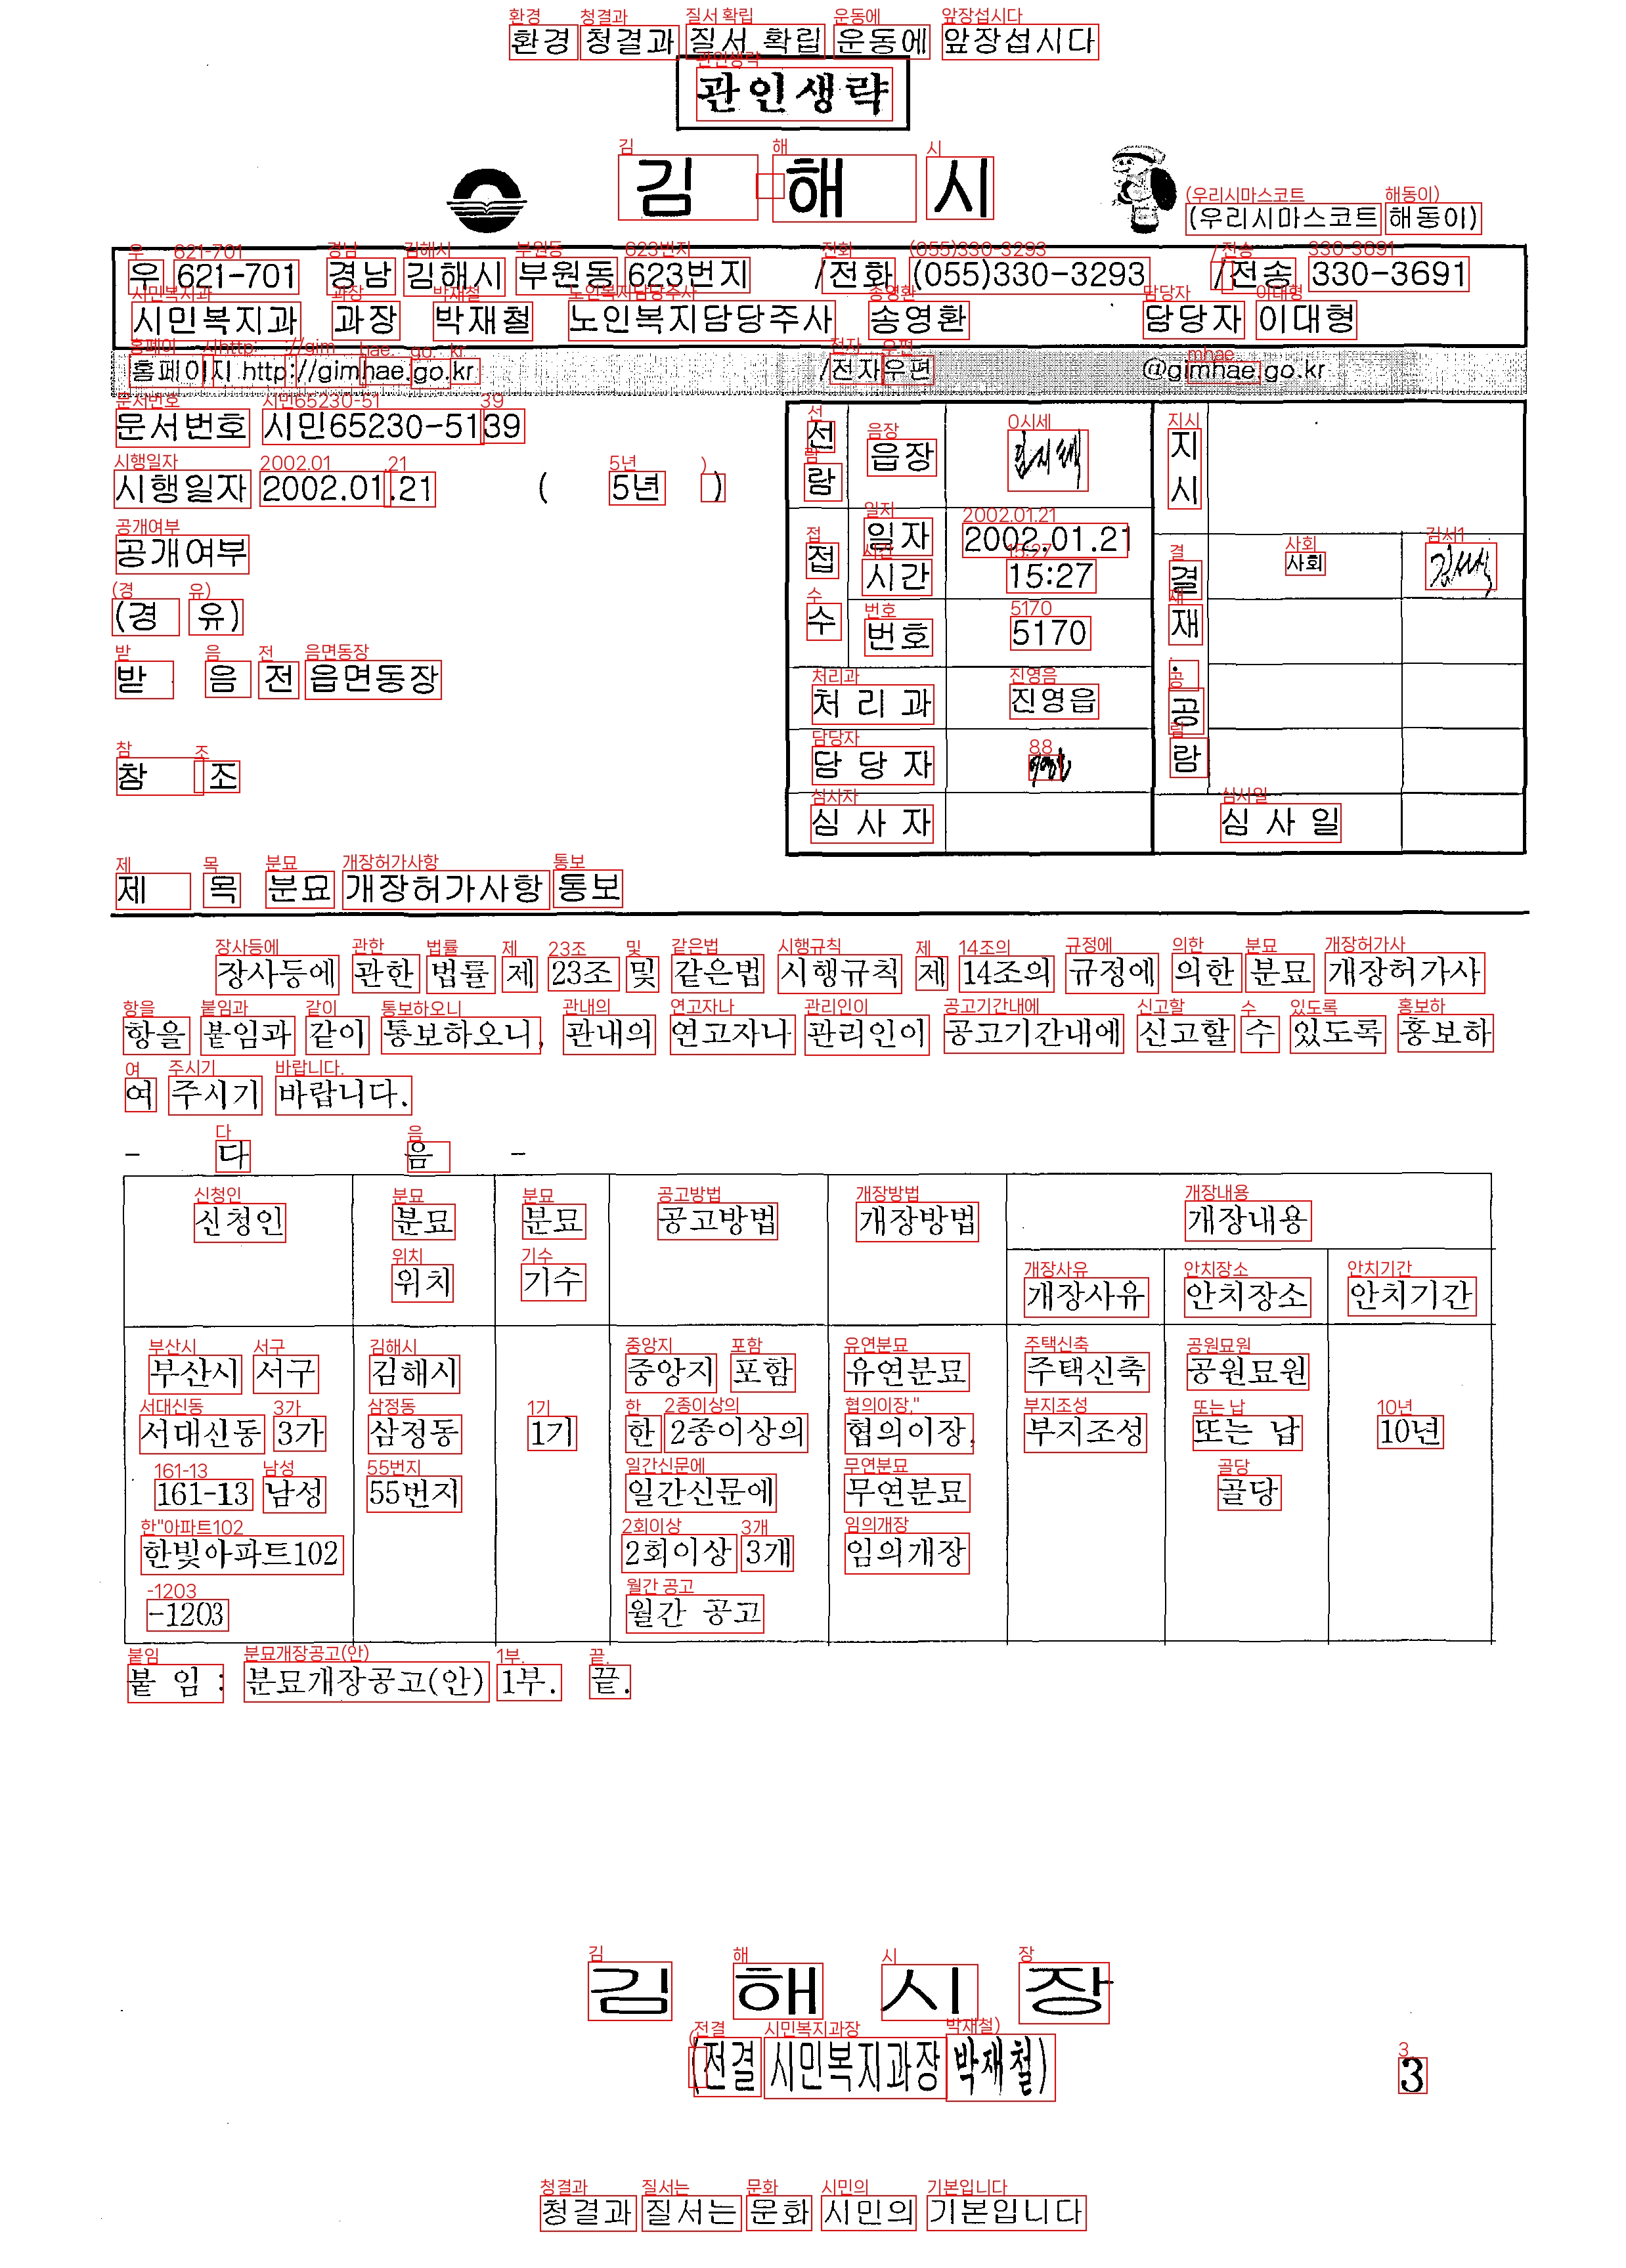 환경 청결과 질서 확립 운동에 앞장섭시다
관인생략
김 해 시
(우리시마스코트 해동이)
우 621-701 경남 김해시 부원동 623번지 /전화 (055)330-3293 /전송 330-3691
시민복지과 과장 박재철 노인복지담당주사 송영환 담당자 이대형
홈페이지 http://gimhae.go.kr /전자우편 @gimhae.go.kr
문서번호 시민65230-5139
시행일자 2002.01.21 ( 5년 )
공개여부
(경 유)
받 음 전 읍면동장
참 조
선람 읍장 지시
접수 일자 2002.01.21
시간 15:27
번호 5170
결재·공람 사회
처리과 진영읍
담당자
심사자 심사일
제 목 분묘 개장허가사항 통보
장사등에 관한 법률 제 23조 및 같은법 시행규칙 제 14조의 규정에 의한 분묘 개장허가사
항을 붙임과 같이 통보하오니, 관내의 연고자나 관리인이 공고기간내에 신고할 수 있도록 홍보하
여 주시기 바랍니다.
- 다 음 -
신청인 분묘 위치 분묘 기수 공고방법 개장방법 개장내용
개장사유 안치장소 안치기간
부산시 서구 김해시 중앙지 포함 유연분묘 주택신축 공원묘원
서대신동 3가 삼정동 1기 한 2종이상의 협의이장, 부지조성 또는 납 10년
161-13 남성 55번지 일간신문에 무연분묘 골당
한빛아파트102 2회이상 3개 임의개장
-1203 월간 공고
붙 임 : 분묘개장공고(안) 1부. 끝.
김 해 시 장
(전결 시민복지과장 박재철)
3
청결과 질서는 문화 시민의 기본입니다